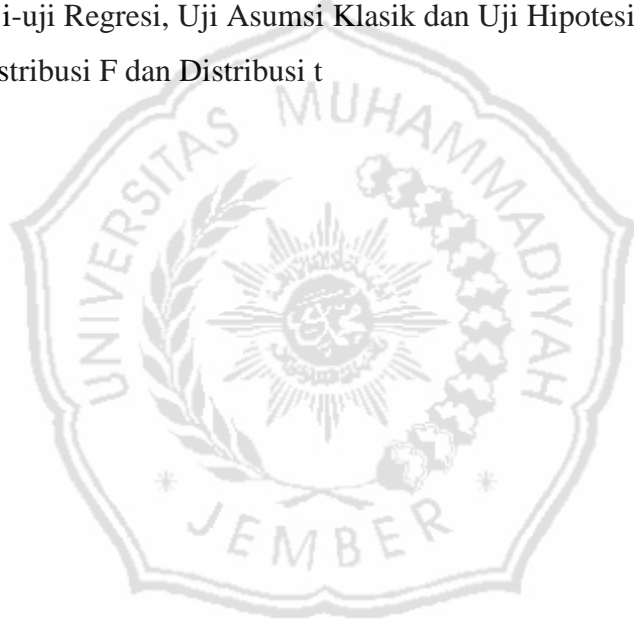 i-uji Regresi, Uji Asumsi Klasik dan Uji Hipotesi
stribusi F dan Distribusi t
UNIVERSITAS MUHAMMADIYAH
* JEMBER *